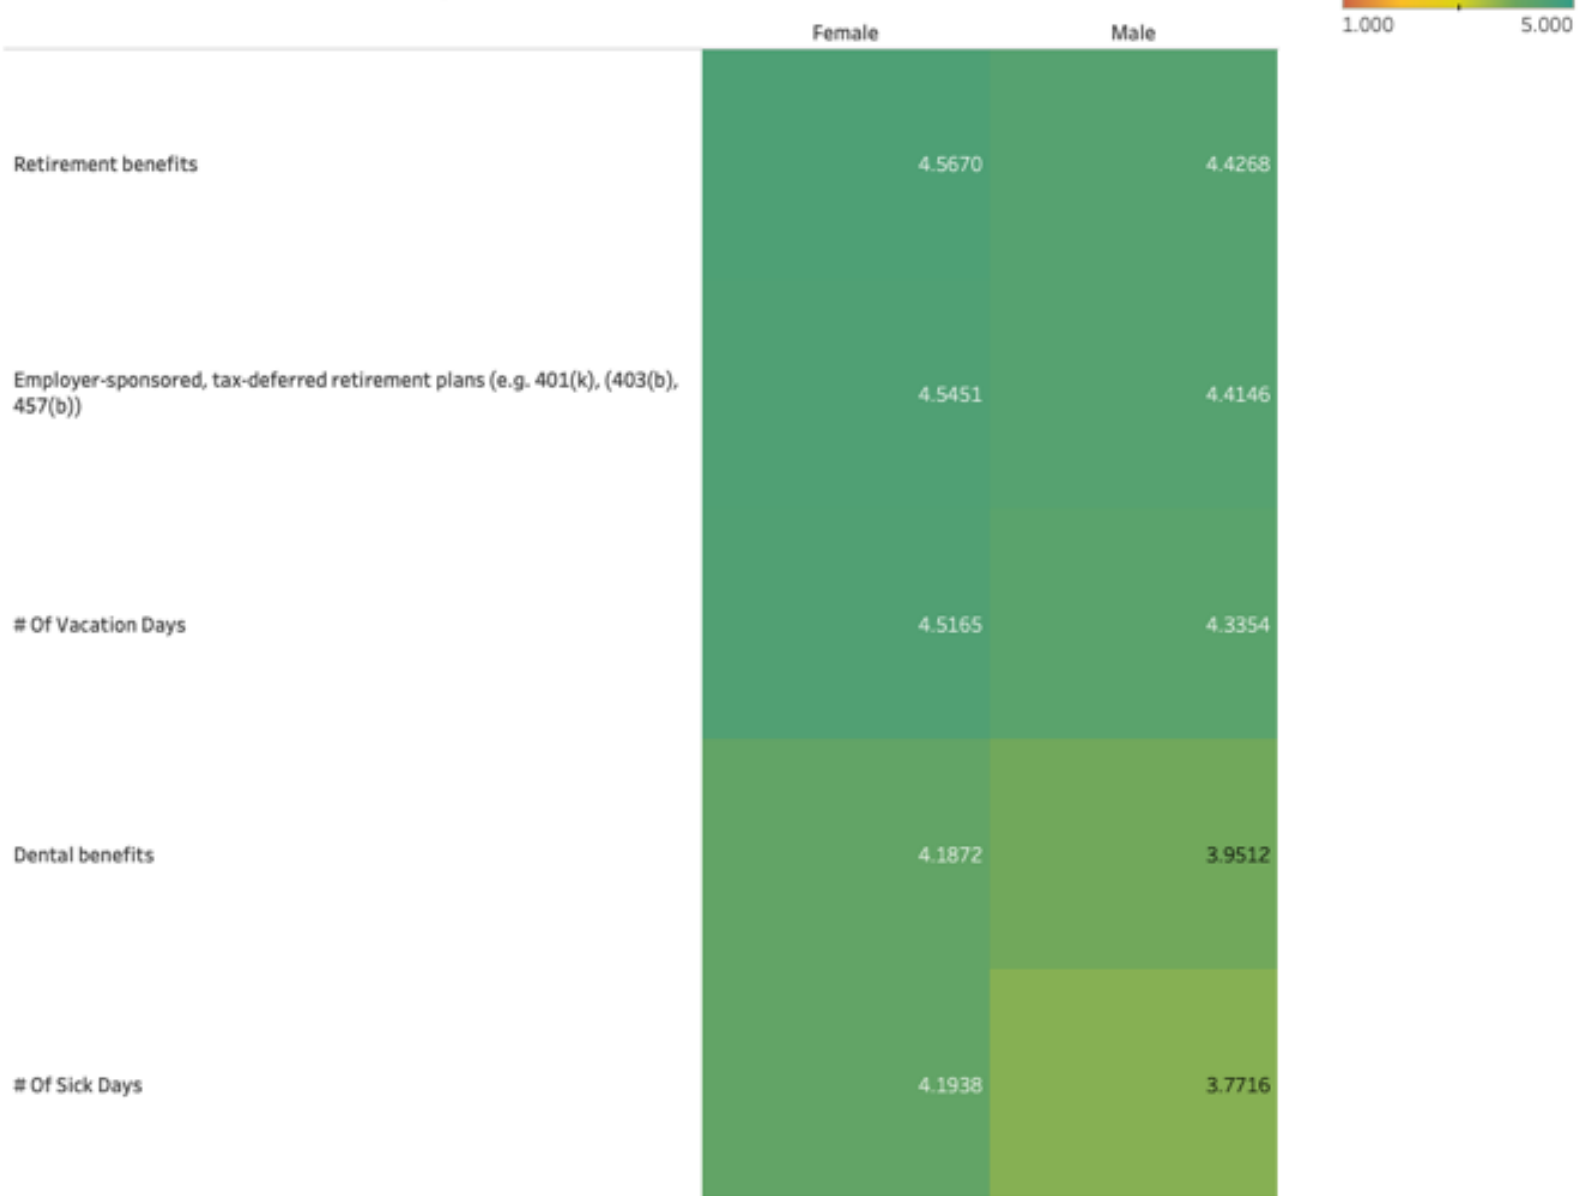 1.000 5.000
Female Male
Retirement benefits 4.5670 4.4268
Employer-sponsored, tax-deferred retirement plans (e.g. 401(k), (403(b),
457(b)) 4.5451 4.4146
# Of Vacation Days 4.5165 4.3354
Dental benefits 4.1872 3.9512
# Of Sick Days 4.1938 3.7716